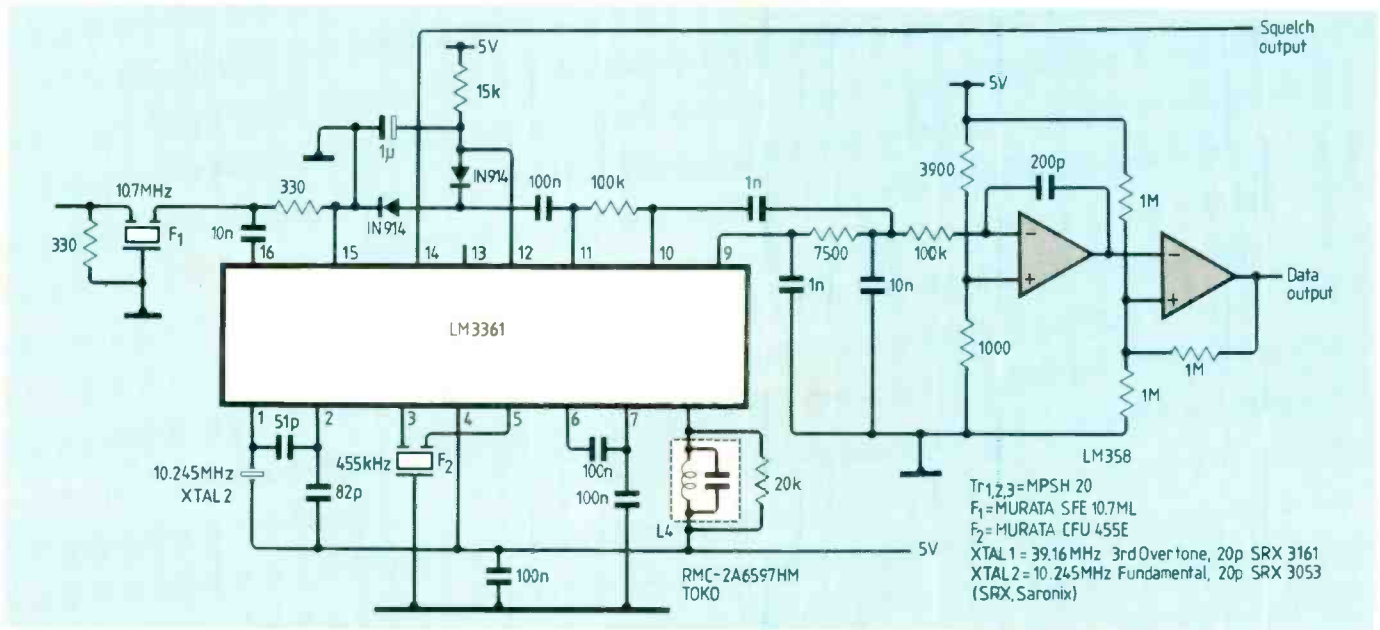 Squelch
output
5V
15k
1µ
IN914
5V
10.7MHz
330
100n
100k
1n
3900
200p
1M
F1
330
10n
IN914
7500
100k
16
15
14
13
12
11
10
9
1n
10n
Data
output
LM3361
1000
1M
1M
1
51p
2
3
4
5
6
7
LM358
10.245MHz
XTAL 2
455kHz
F2
100n
82p
100n
20k
L4
5V
100n
RMC-2A6597HM
TOKO
Tr1,2,3=MPSH 20
F1=MURATA SFE 10.7ML
F2=MURATA CFU 455E
XTAL1 = 39.16MHz 3rd Overtone, 20p SRX 3161
XTAL2=10.245MHz Fundamental, 20p SRX 3053
(SRX, Saronix)